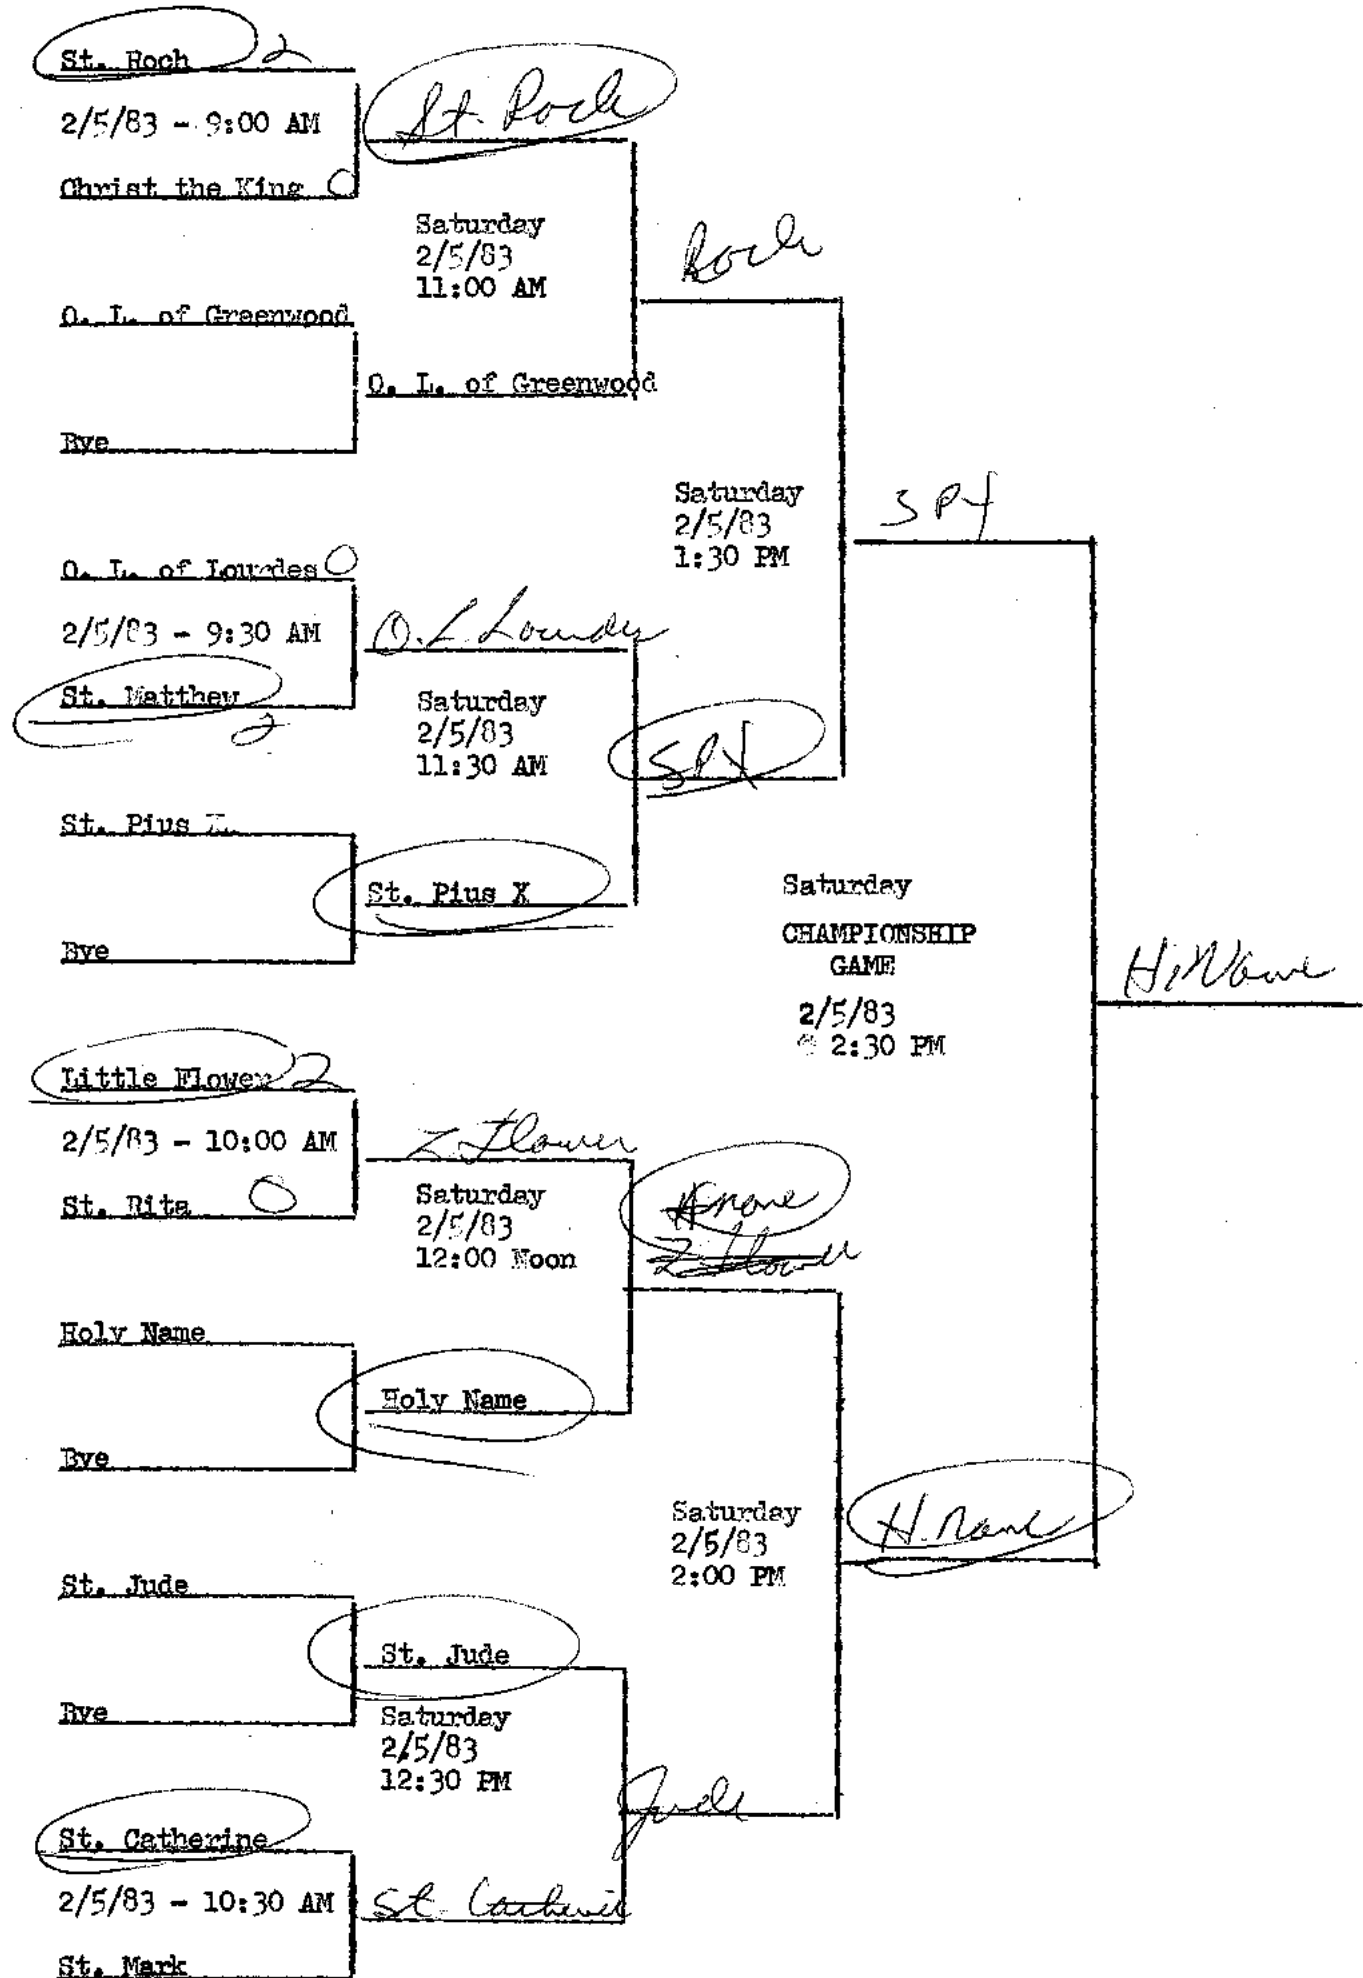 St. Roch 2
2/5/83 - 9:00 AM
Christ the King 0
St. Roch
Saturday
2/5/83
11:00 AM
O. L. of Greenwood
Bye
O. L. of Greenwood
Roch
Saturday
2/5/83
1:30 PM
O. L. of Lourdes 0
2/5/83 - 9:30 AM
St. Matthew
2
O. L. Lourdes
Saturday
2/5/83
11:30 AM
St. Pius X
Bye
St. Pius X
SPX
SPX
Saturday
CHAMPIONSHIP
GAME
2/5/83
@ 2:30 PM
H. Name
Little Flower 2
2/5/83 - 10:00 AM
St. Rita 0
L. Flower
Saturday
2/5/83
12:00 Noon
Holy Name
Bye
Holy Name
H name
L. Flower
Saturday
2/5/83
2:00 PM
H. Name
St. Jude
Bye
St. Jude
Saturday
2/5/83
12:30 PM
Jude
St. Catherine
2/5/83 - 10:30 AM
St. Mark
St. Catherine